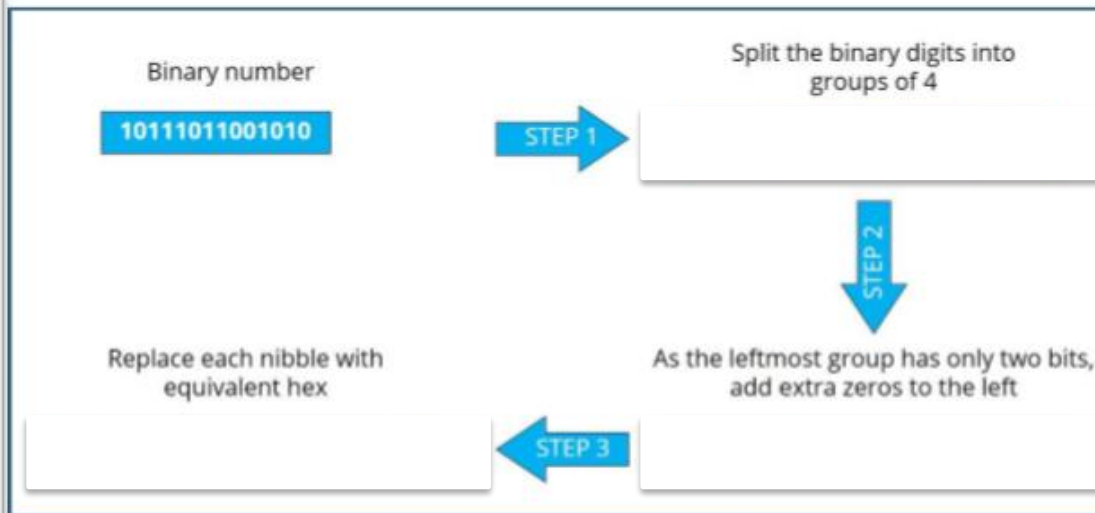 Binary number
10111011001010
STEP 1
Split the binary digits into
groups of 4
STEP 2
As the leftmost group has only two bits,
add extra zeros to the left
STEP 3
Replace each nibble with
equivalent hex